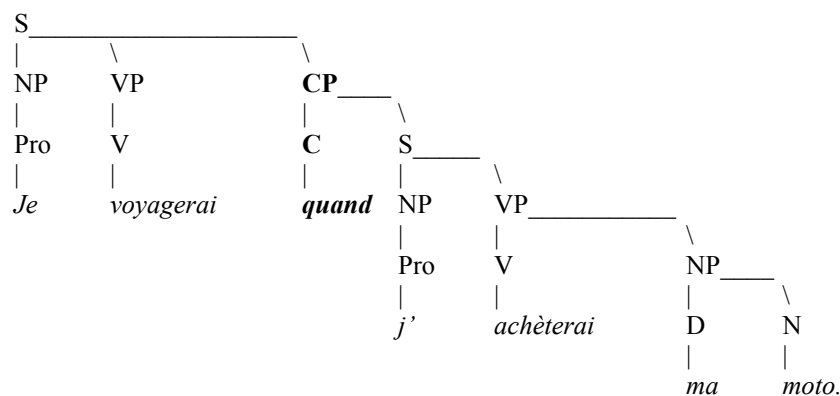 S
NP VP CP
Pro V C S
Je voyagerai quand NP VP
Pro V NP
j’ achèterai D N
ma moto.